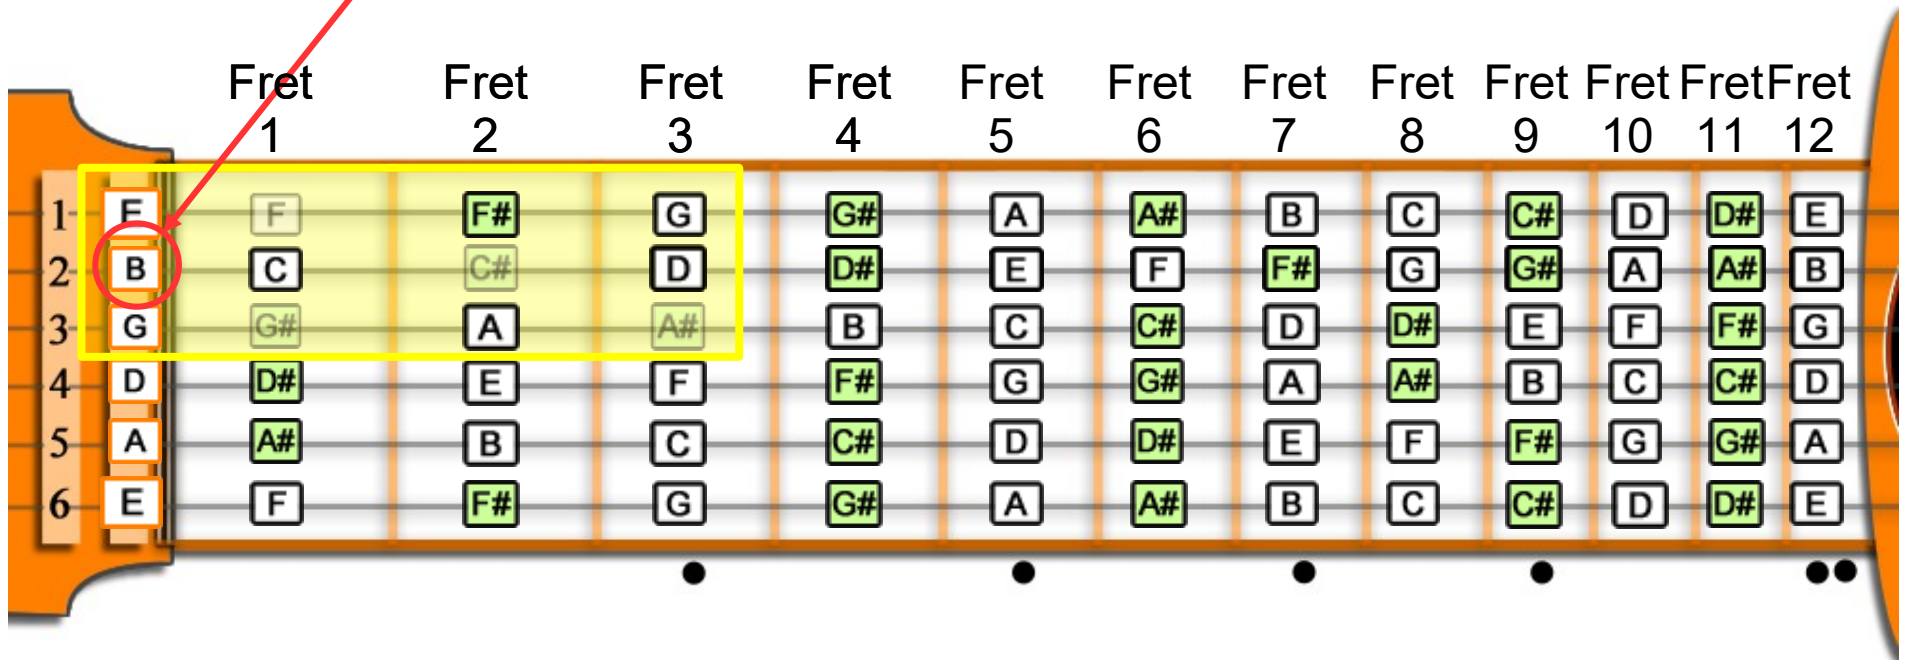 Fret Fret Fret Fret Fret Fret Fret Fret Fret Fret Fret Fret
1 2 3 4 5 6 7 8 9 10 11 12
1 E F F# G G# A A# B C C# D D# E
2 B C C# D D# E F F# G G# A A# B
3 G G# A A# B C C# D D# E F F# G
4 D D# E F F# G G# A A# B C C# D
5 A A# B C C# D D# E F F# G G# A
6 E F F# G G# A A# B C C# D D# E